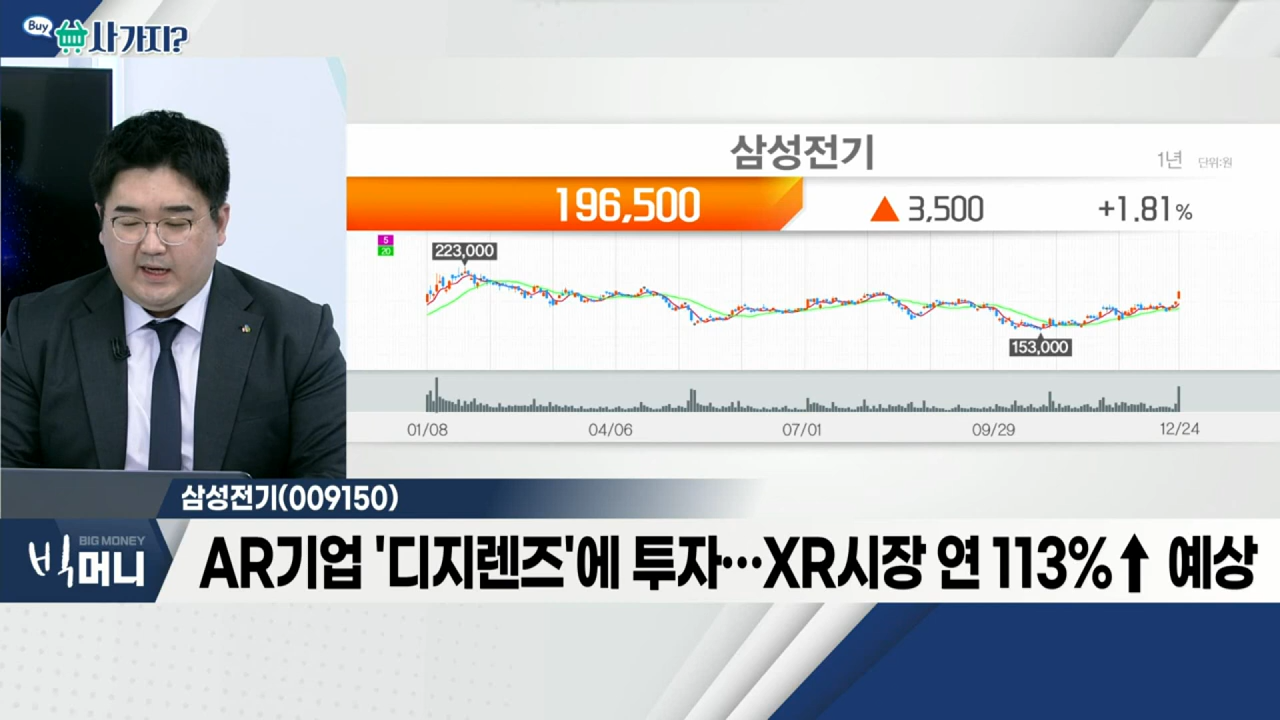 Buy
사가지?
삼성전기
1년 단위:원
196,500
▲ 3,500
+1.81%
5
20
223,000
153,000
01/08 04/06 07/01 09/29 12/24
삼성전기(009150)
BIG MONEY
빅머니
AR기업 '디지렌즈'에 투자…XR시장 연 113%⬆ 예상